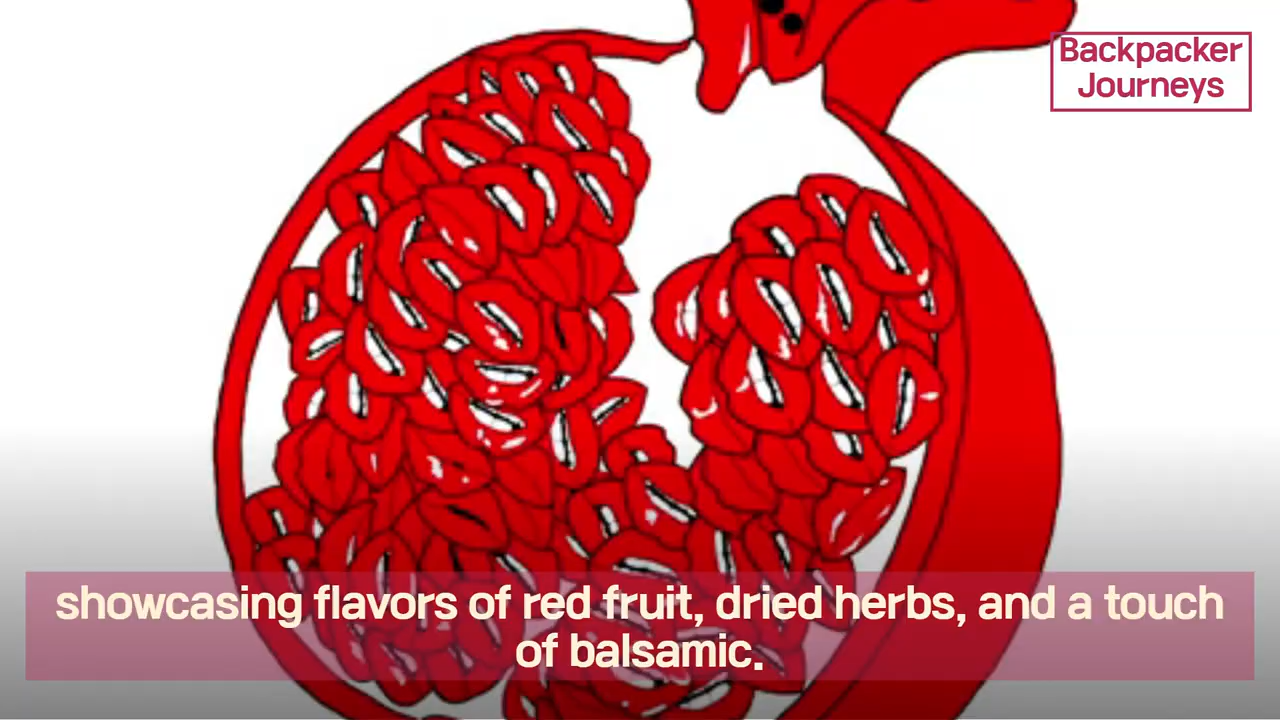 Backpacker
Journeys
showcasing flavors of red fruit, dried herbs, and a touch
of balsamic.